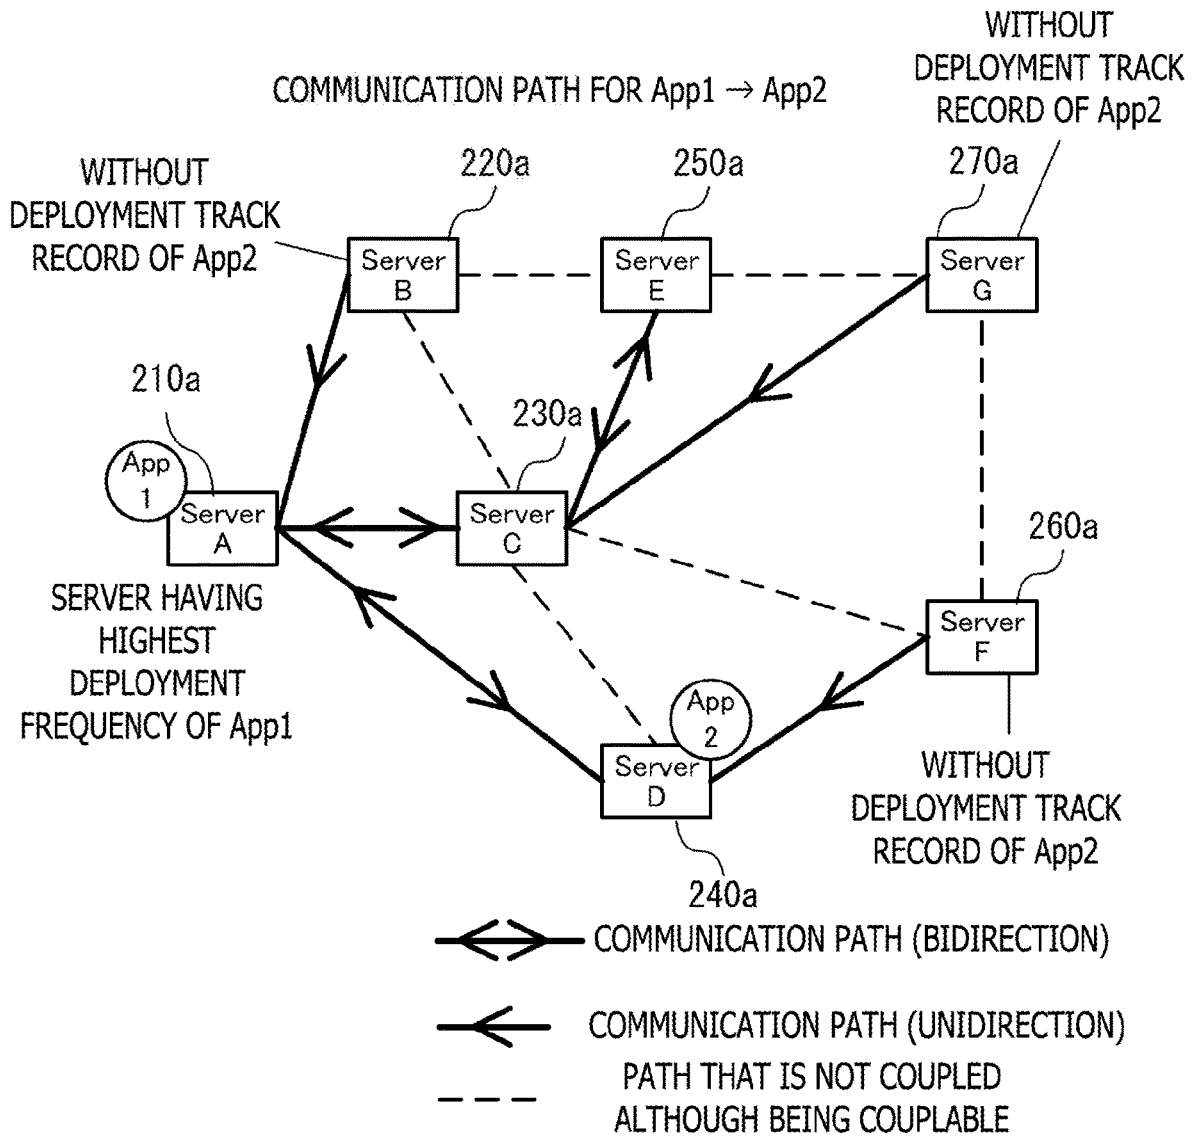 WITHOUT
DEPLOYMENT TRACK
RECORD OF App2
COMMUNICATION PATH FOR App1 → App2
WITHOUT
DEPLOYMENT TRACK
RECORD OF App2
220a
250a
270a
Server
B
Server
E
Server
G
210a
230a
App
1
Server
A
Server
C
260a
SERVER HAVING
HIGHEST
DEPLOYMENT
FREQUENCY OF App1
Server
F
App
2
Server
D
WITHOUT
DEPLOYMENT TRACK
RECORD OF App2
240a
COMMUNICATION PATH (BIDIRECTION)
COMMUNICATION PATH (UNIDIRECTION)
PATH THAT IS NOT COUPLED
ALTHOUGH BEING COUPLABLE